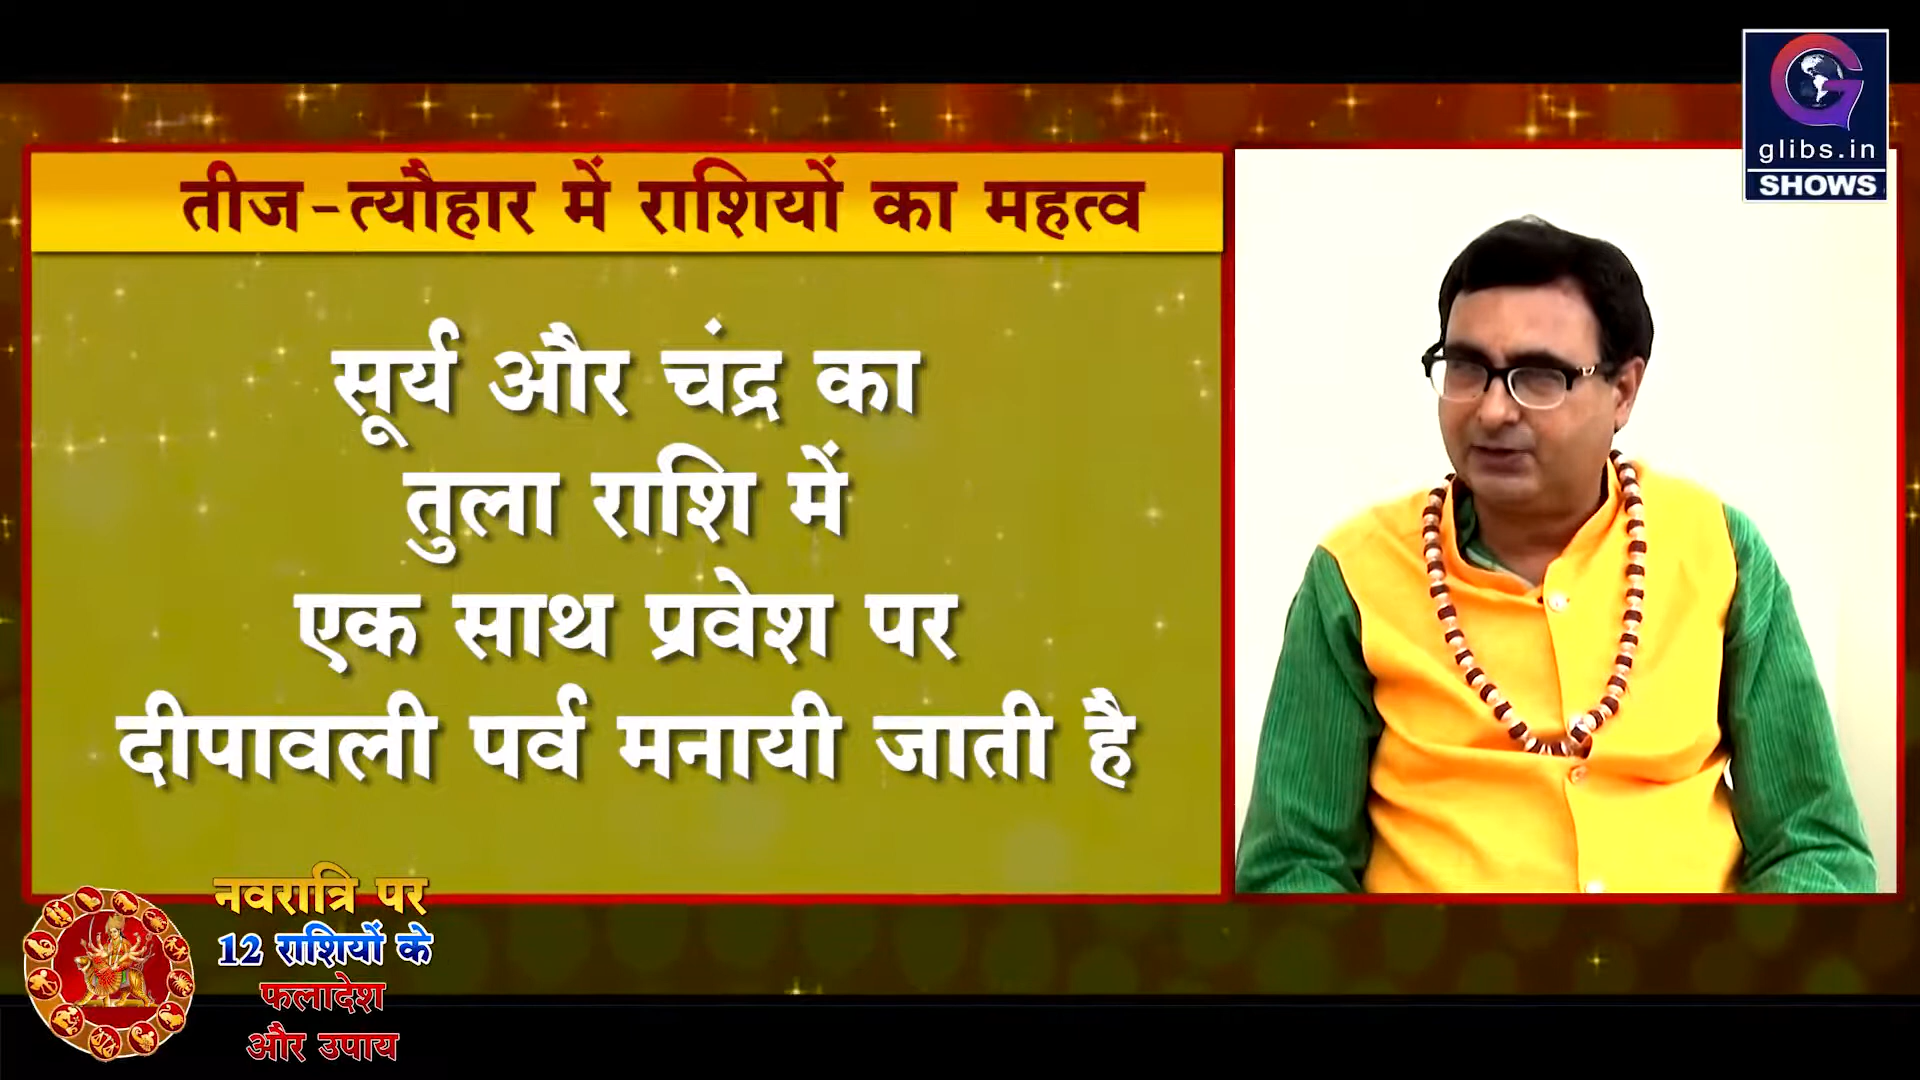 glibs.in
SHOWS
तीज-त्यौहार में राशियों का महत्व
सूर्य और चंद्र का
तुला राशि में
एक साथ प्रवेश पर
दीपावली पर्व मनायी जाती है
नवरात्रि पर
12 राशियों के
फलादेश
और उपाय